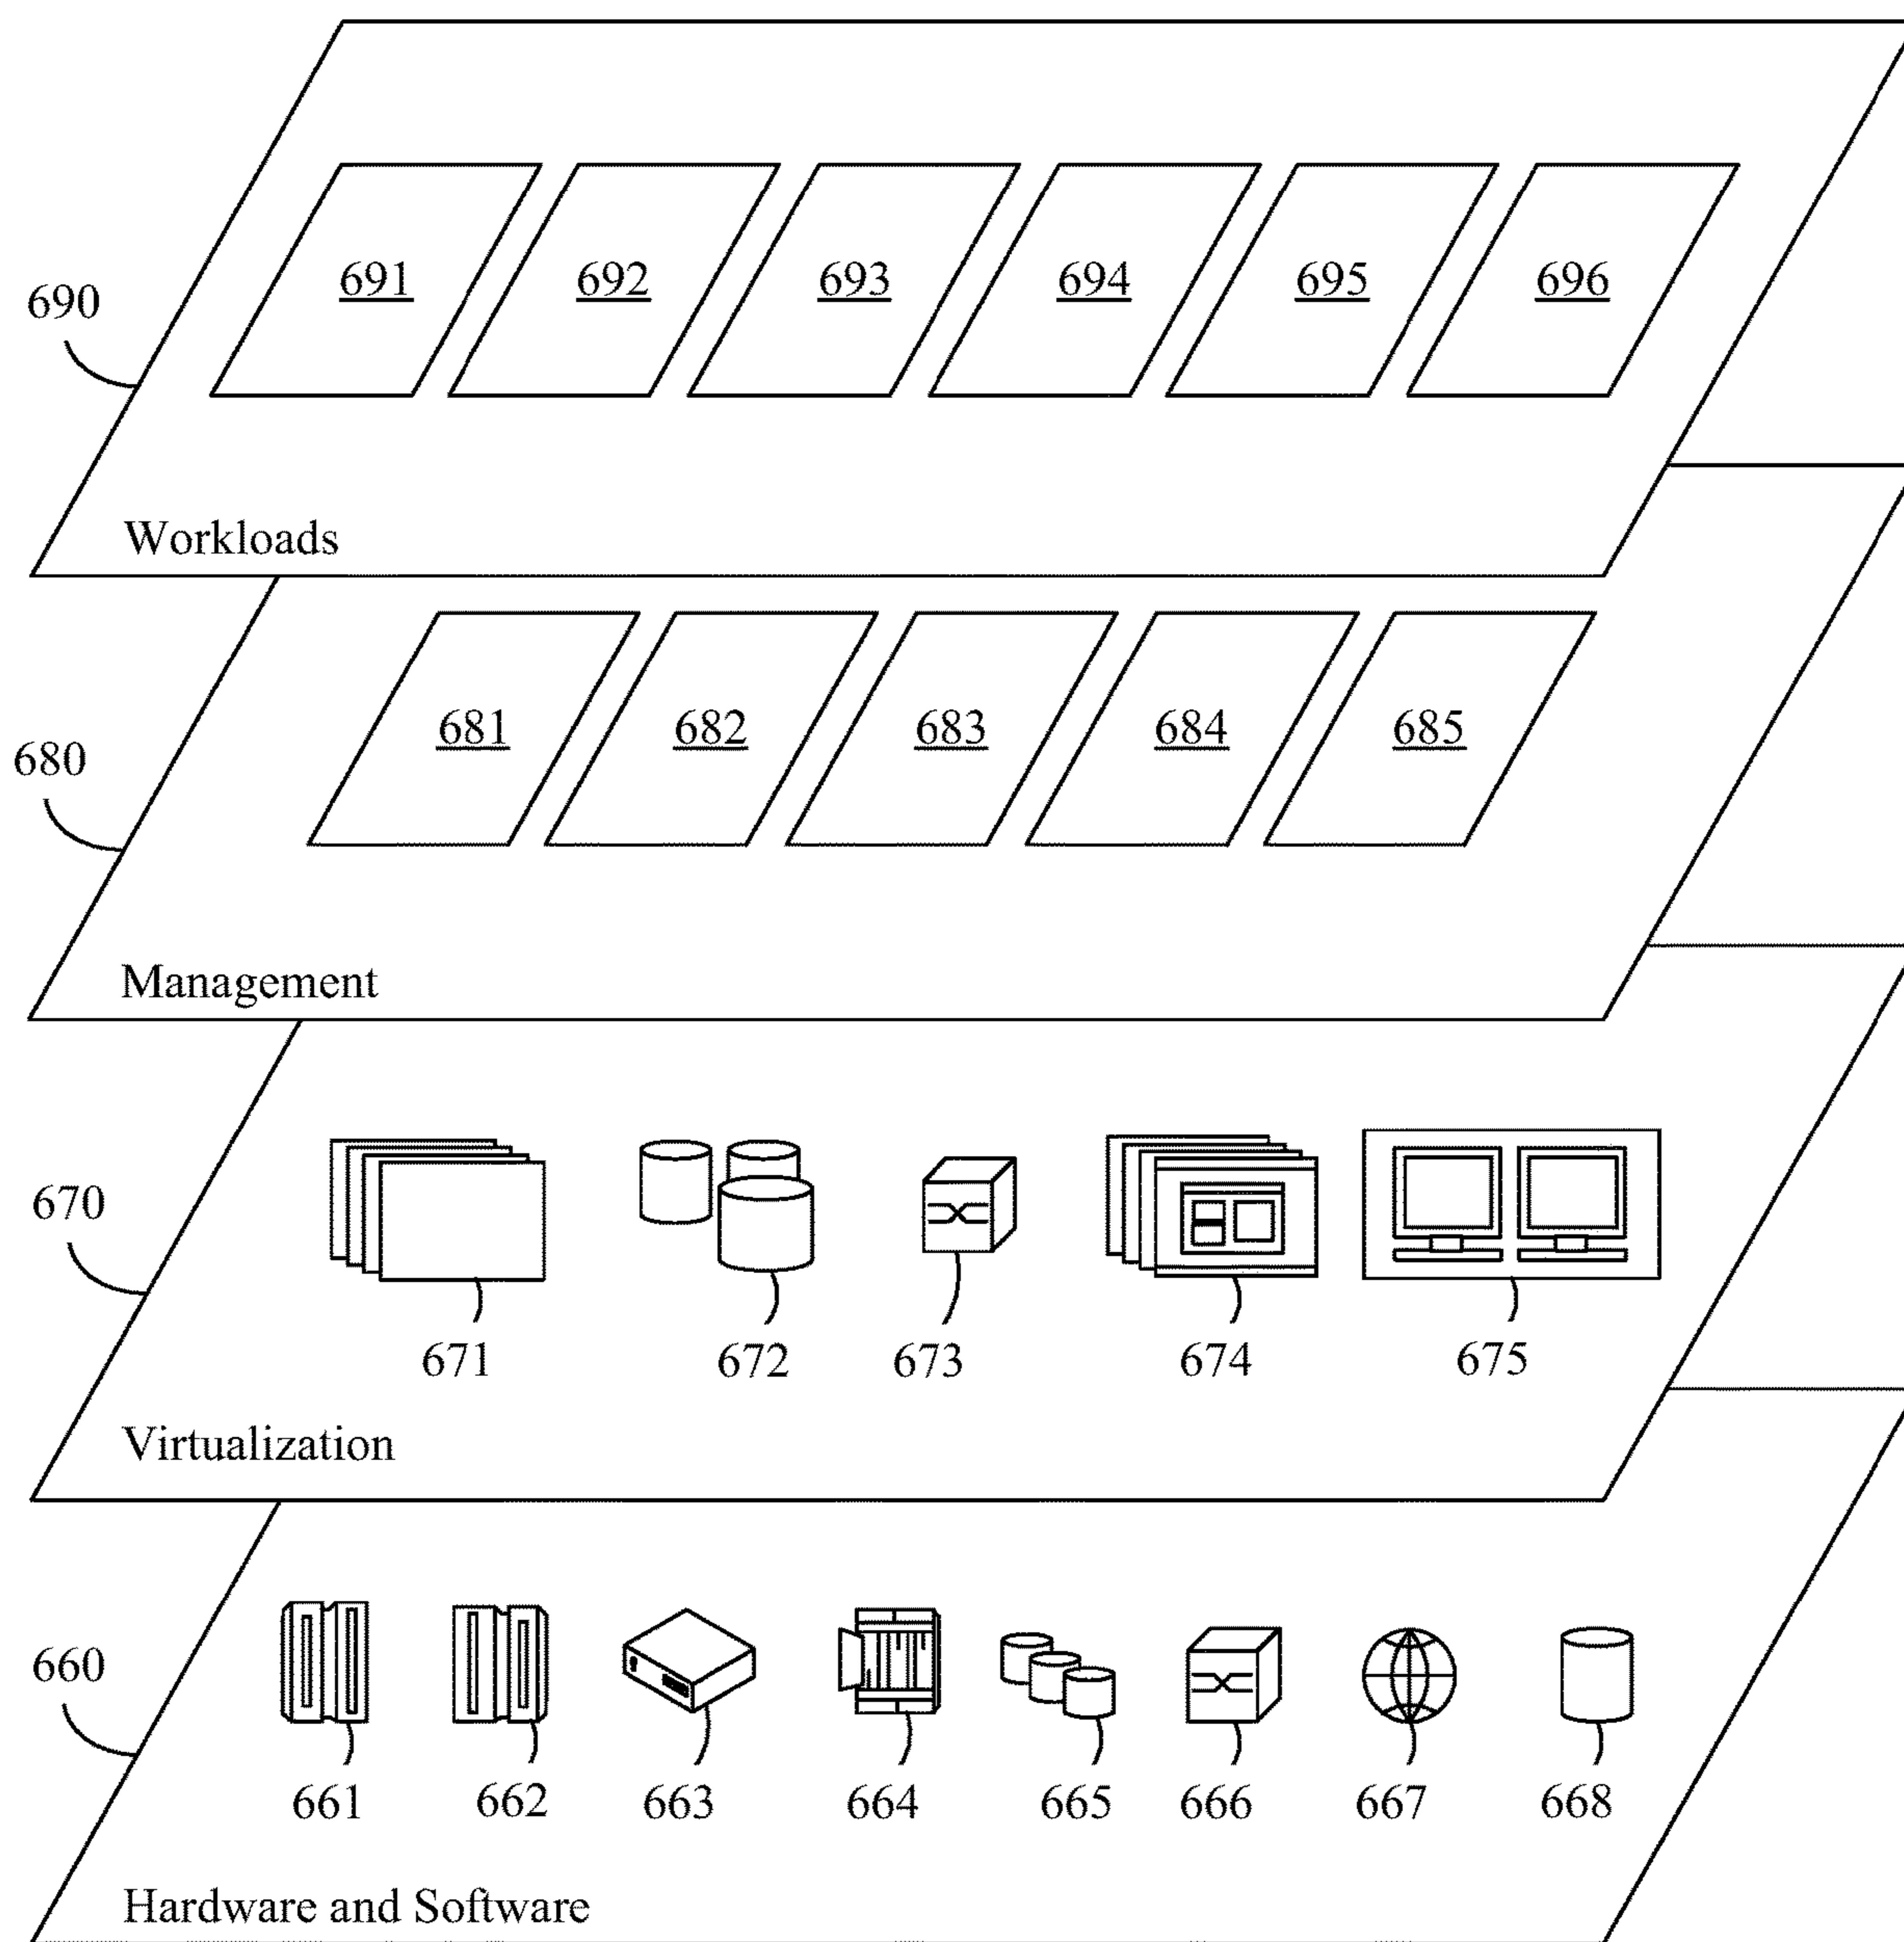 691 692 693 694 695 696
690
Workloads
681 682 683 684 685
680
Management
670
671 672 673 674 675
Virtualization
660
661 662 663 664 665 666 667 668
Hardware and Software